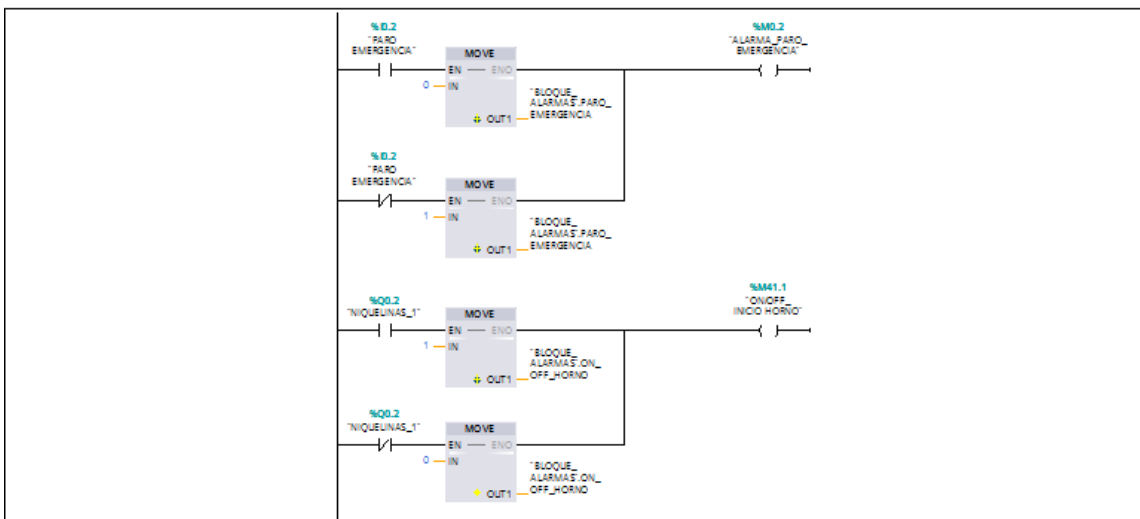 %I0.2
"PARO
EMERGENCIA"
MOVE
EN
ENO
0
IN
OUT1
"BLOQUE_
ALARMAS".PARO_
EMERGENCIA
%M0.2
"ALARMA_PARO_
EMERGENCIA"
%I0.2
"PARO
EMERGENCIA"
MOVE
EN
ENO
1
IN
OUT1
"BLOQUE_
ALARMAS".PARO_
EMERGENCIA
%Q0.2
"NIQUELINAS_1"
MOVE
EN
ENO
1
IN
OUT1
"BLOQUE_
ALARMAS".ON_
OFF_HORNO
%M41.1
"ON/OFF_
INICIO HORNO"
%Q0.2
"NIQUELINAS_1"
MOVE
EN
ENO
0
IN
OUT1
"BLOQUE_
ALARMAS".ON_
OFF_HORNO